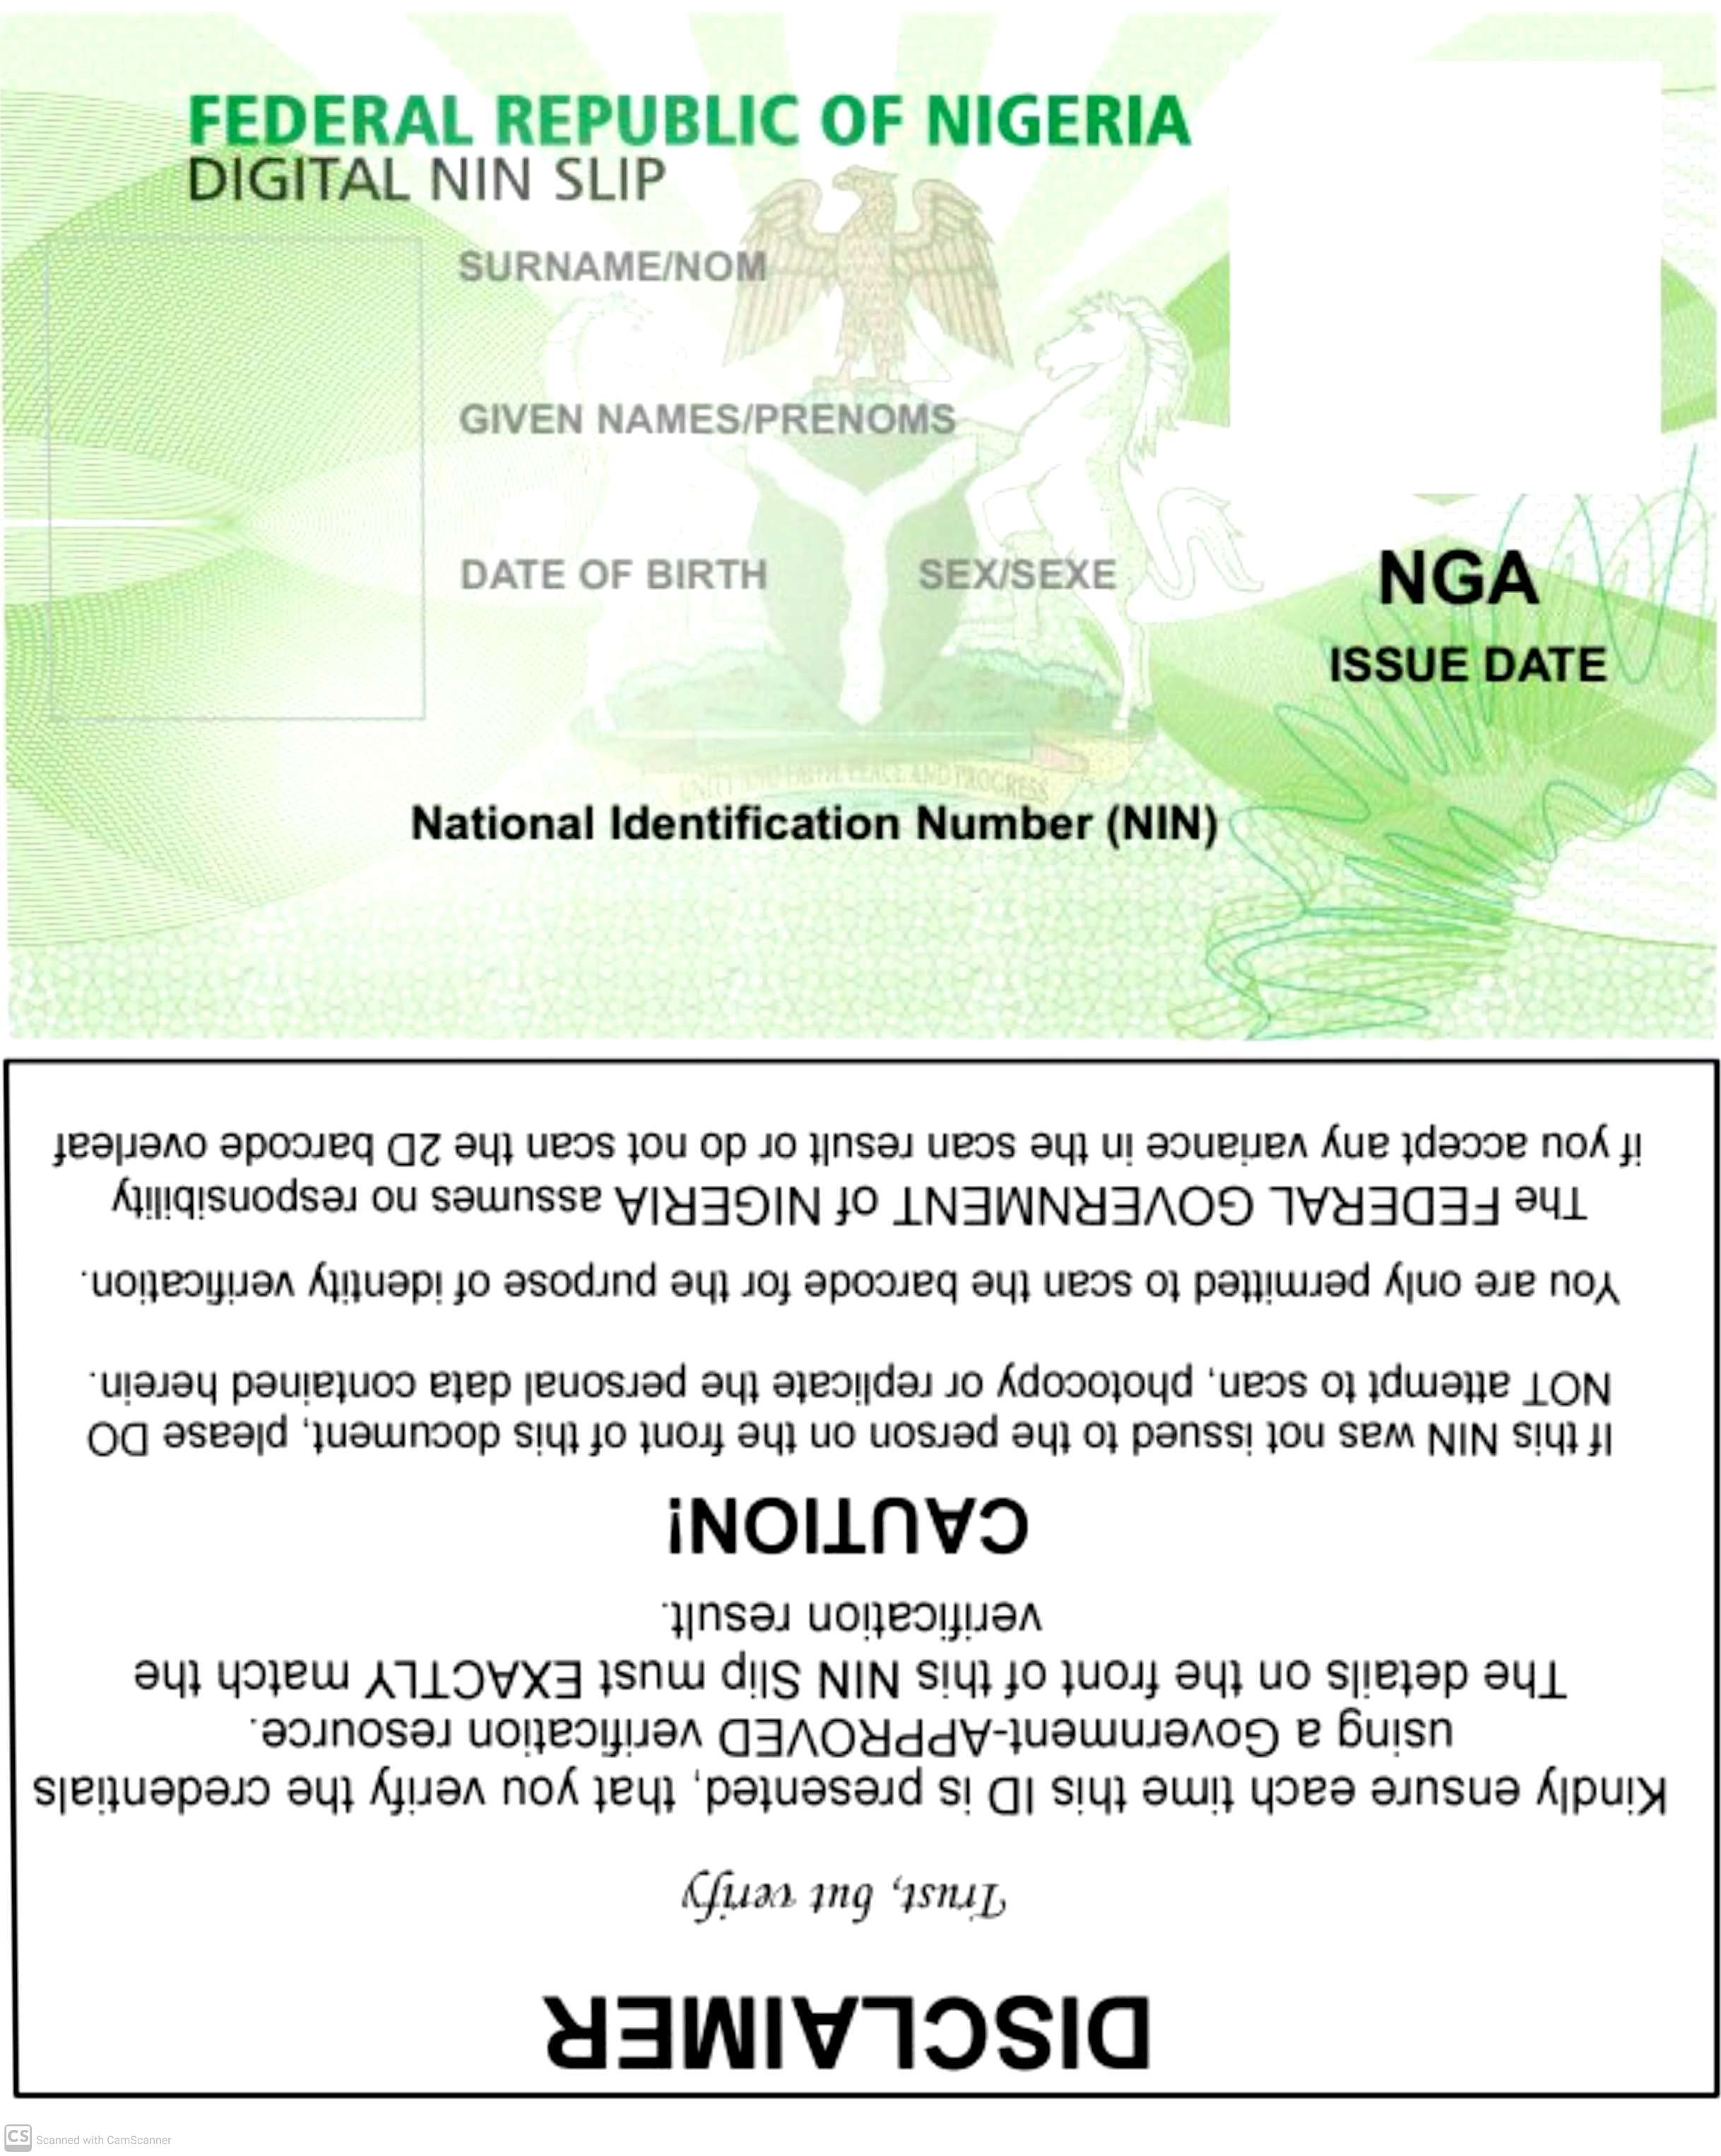 FEDERAL REPUBLIC OF NIGERIA
DIGITAL NIN SLIP
SURNAME/NOM
GIVEN NAMES/PRENOMS
DATE OF BIRTH
SEX/SEXE
NGA
ISSUE DATE
UNITY AND FAITH, PEACE AND PROGRESS
National Identification Number (NIN)
DISCLAIMER
Trust, but verify
Kindly ensure each time this ID is presented, that you verify the credentials
using a Government-APPROVED verification resource.
The details on the front of this NIN Slip must EXACTLY match the
verification result.
CAUTION!
If this NIN was not issued to the person on the front of this document, please DO
NOT attempt to scan, photocopy or replicate the personal data contained herein.
You are only permitted to scan the barcode for the purpose of identity verification.
The FEDERAL GOVERNMENT of NIGERIA assumes no responsibility
if you accept any variance in the scan result or do not scan the 2D barcode overleaf
CS Scanned with CamScanner